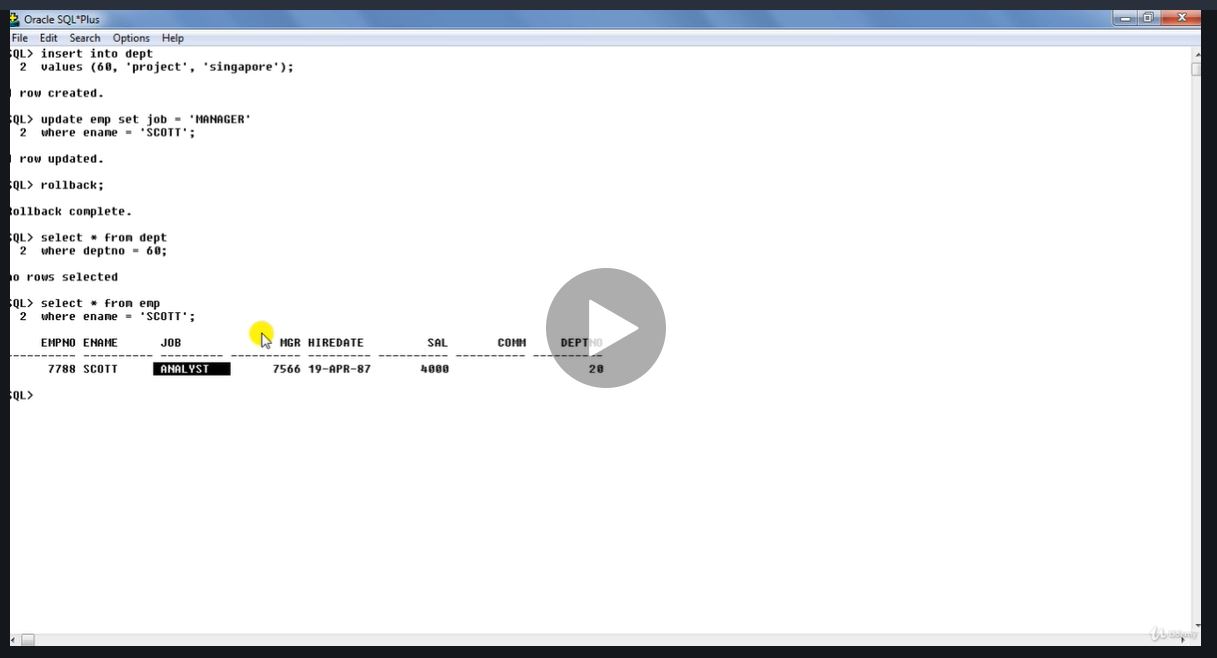 Oracle SQL*Plus
File Edit Search Options Help
SQL> insert into dept
2 values (60, 'project', 'singapore');
1 row created.
SQL> update emp set job = 'MANAGER'
2 where ename = 'SCOTT';
1 row updated.
SQL> rollback;
Rollback complete.
SQL> select * from dept
2 where deptno = 60;
no rows selected
SQL> select * from emp
2 where ename = 'SCOTT';
EMPNO ENAME JOB MGR HIREDATE SAL COMM DEPTNO
---------- ---------- --------- ---------- --------- ---------- ---------- ----------
7788 SCOTT ANALYST 7566 19-APR-87 4000 20
SQL>
Udemy